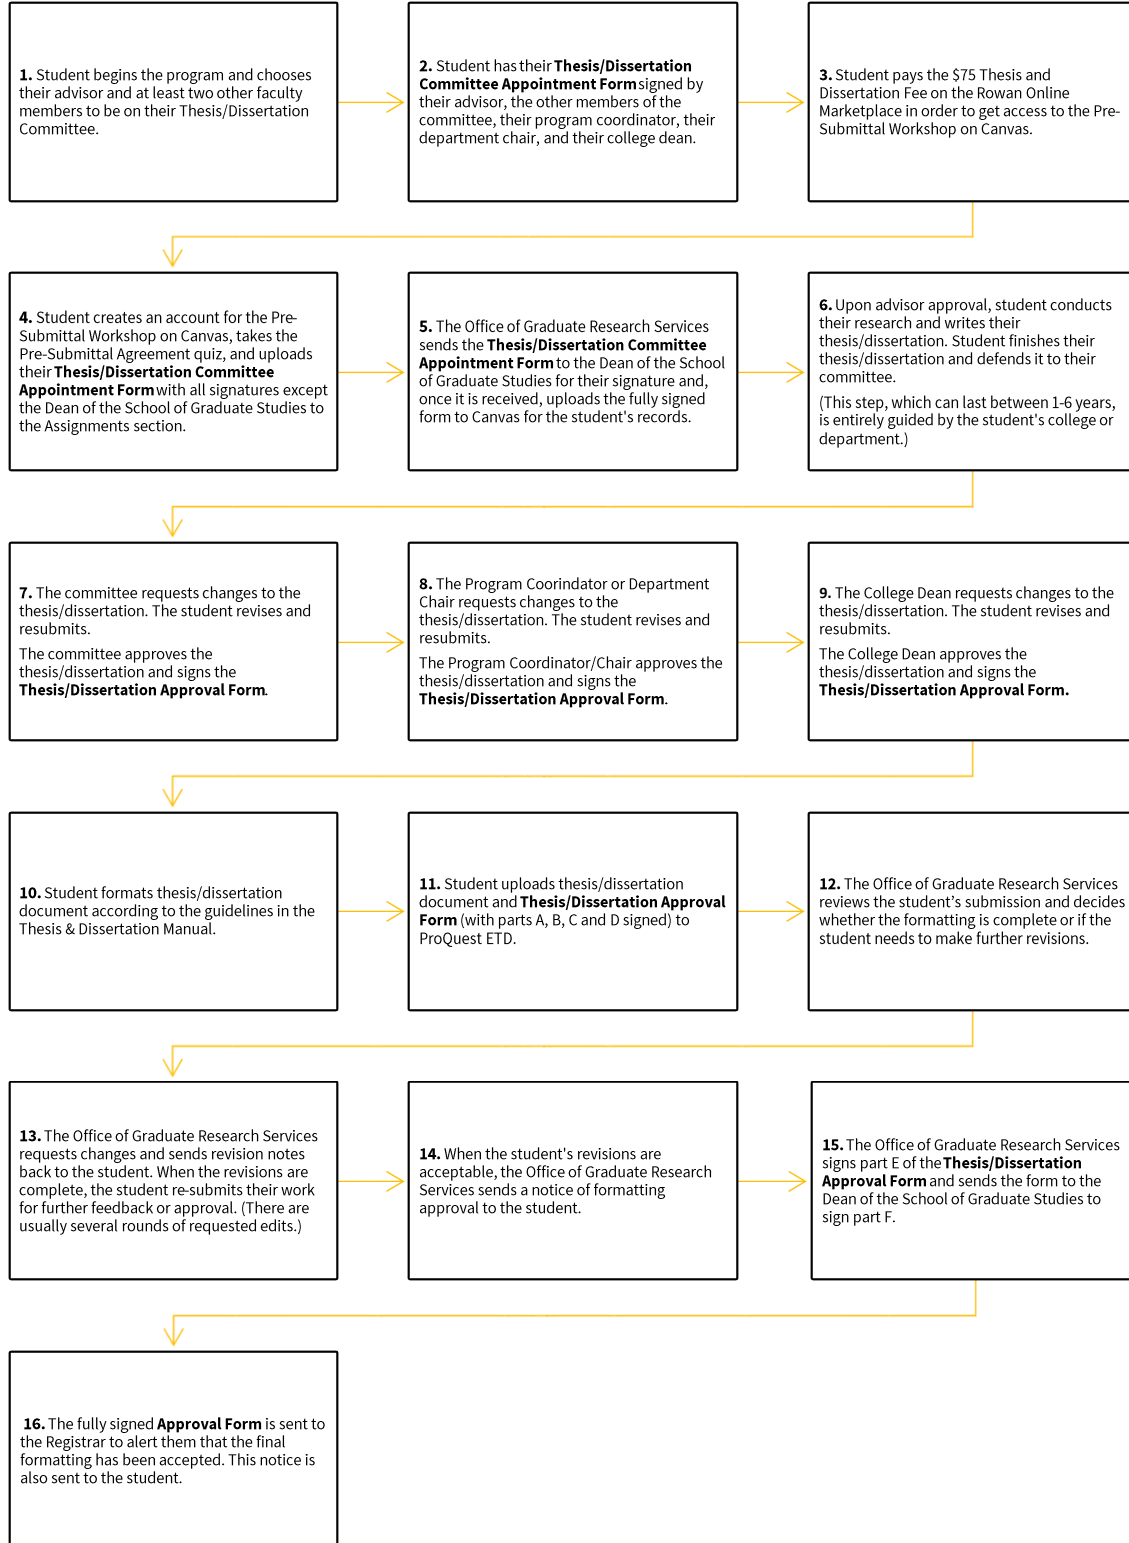 1. Student begins the program and chooses
their advisor and at least two other faculty
members to be on their Thesis/Dissertation
Committee.
2. Student has their Thesis/Dissertation
Committee Appointment Form signed by
their advisor, the other members of the
committee, their program coordinator, their
department chair, and their college dean.
3. Student pays the $75 Thesis and
Dissertation Fee on the Rowan Online
Marketplace in order to get access to the Pre-
Submittal Workshop on Canvas.
4. Student creates an account for the Pre-
Submittal Workshop on Canvas, takes the
Pre-Submittal Agreement quiz, and uploads
their Thesis/Dissertation Committee
Appointment Form with all signatures except
the Dean of the School of Graduate Studies to
the Assignments section.
5. The Office of Graduate Research Services
sends the Thesis/Dissertation Committee
Appointment Form to the Dean of the School
of Graduate Studies for their signature and,
once it is received, uploads the fully signed
form to Canvas for the student's records.
6. Upon advisor approval, student conducts
their research and writes their
thesis/dissertation. Student finishes their
thesis/dissertation and defends it to their
committee.
(This step, which can last between 1-6 years,
is entirely guided by the student's college or
department.)
7. The committee requests changes to the
thesis/dissertation. The student revises and
resubmits.
The committee approves the
thesis/dissertation and signs the
Thesis/Dissertation Approval Form.
8. The Program Coorindator or Department
Chair requests changes to the
thesis/dissertation. The student revises and
resubmits.
The Program Coordinator/Chair approves the
thesis/dissertation and signs the
Thesis/Dissertation Approval Form.
9. The College Dean requests changes to the
thesis/dissertation. The student revises and
resubmits.
The College Dean approves the
thesis/dissertation and signs the
Thesis/Dissertation Approval Form.
10. Student formats thesis/dissertation
document according to the guidelines in the
Thesis & Dissertation Manual.
11. Student uploads thesis/dissertation
document and Thesis/Dissertation Approval
Form (with parts A, B, C and D signed) to
ProQuest ETD.
12. The Office of Graduate Research Services
reviews the student’s submission and decides
whether the formatting is complete or if the
student needs to make further revisions.
13. The Office of Graduate Research Services
requests changes and sends revision notes
back to the student. When the revisions are
complete, the student re-submits their work
for further feedback or approval. (There are
usually several rounds of requested edits.)
14. When the student's revisions are
acceptable, the Office of Graduate Research
Services sends a notice of formatting
approval to the student.
15. The Office of Graduate Research Services
signs part E of the Thesis/Dissertation
Approval Form and sends the form to the
Dean of the School of Graduate Studies to
sign part F.
16. The fully signed Approval Form is sent to
the Registrar to alert them that the final
formatting has been accepted. This notice is
also sent to the student.